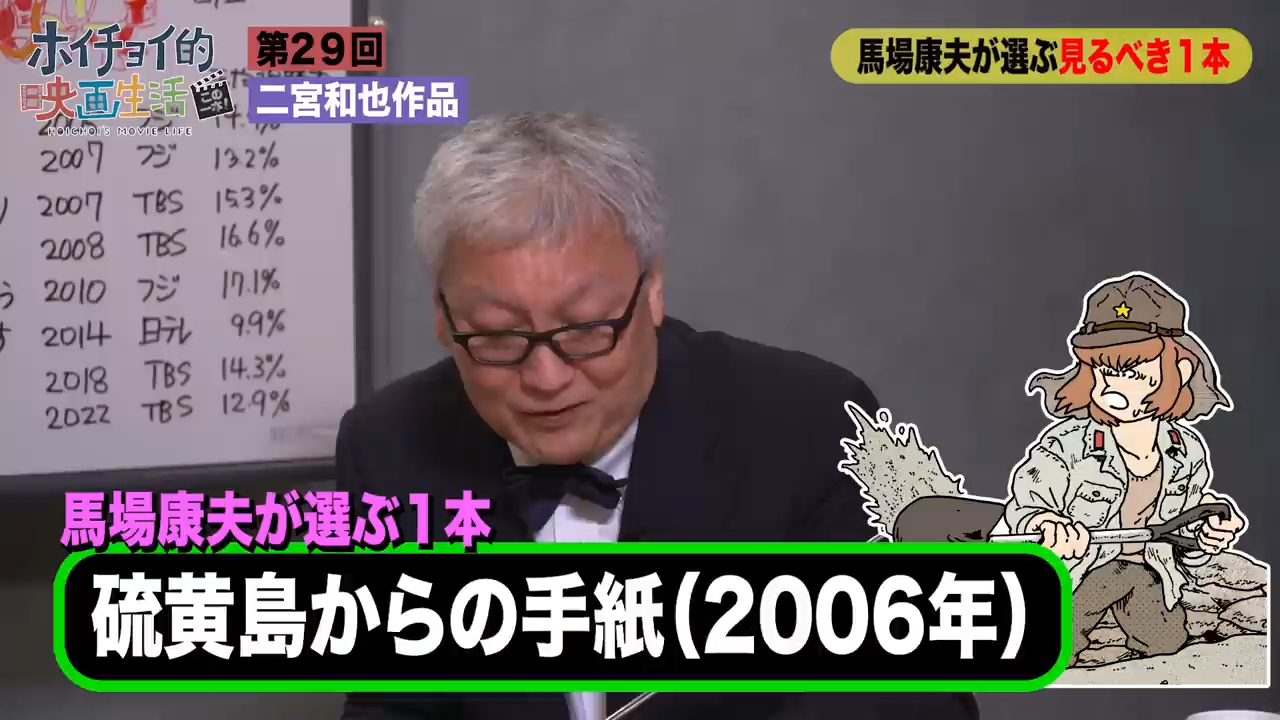 ホイチョイ的
映画生活
この一本!
HOICHOI'S MOVIE LIFE
第29回
二宮和也作品
馬場康夫が選ぶ見るべき1本
2007 フジ 13.2%
2007 TBS 15.3%
2008 TBS 16.6%
2010 フジ 17.1%
2014 日テレ 9.9%
2018 TBS 14.3%
2022 TBS 12.9%
馬場康夫が選ぶ1本
硫黄島からの手紙(2006年)